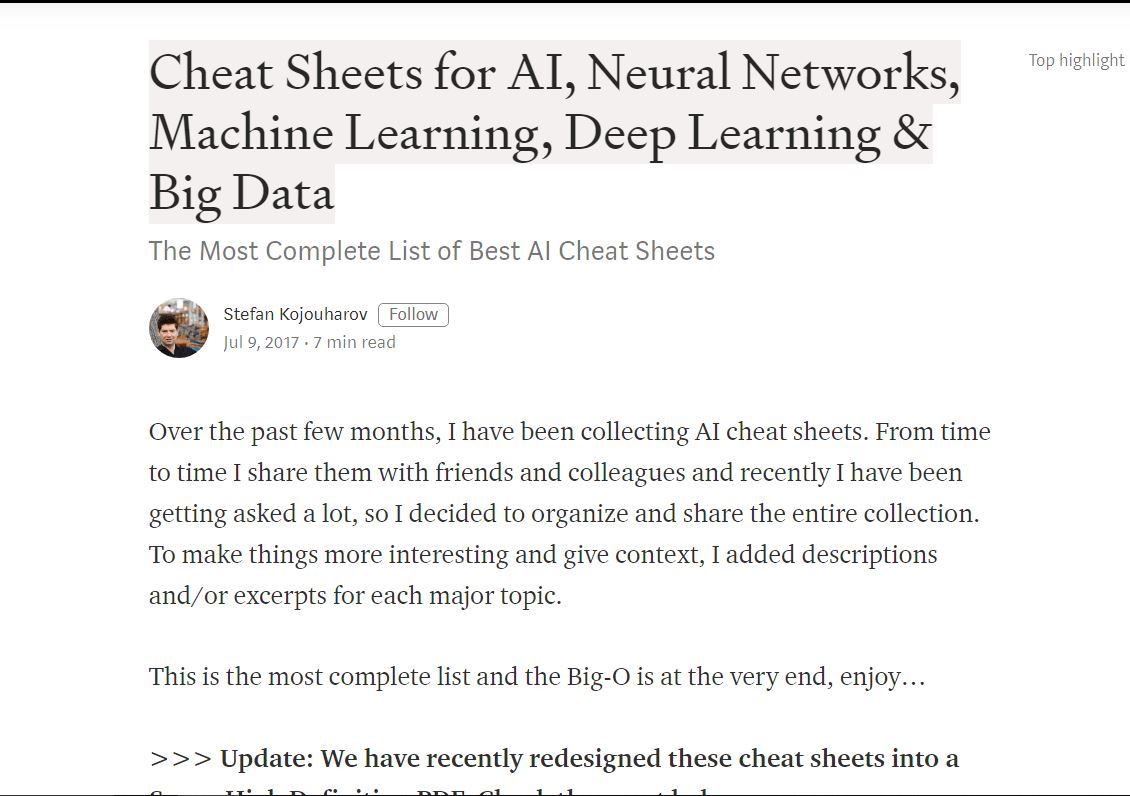 Cheat Sheets for AI, Neural Networks,
Top highlight
Machine Learning, Deep Learning &
Big Data
The Most Complete List of Best AI Cheat Sheets
Stefan Kojouharov Follow
Jul 9, 2017 · 7 min read
Over the past few months, I have been collecting AI cheat sheets. From time
to time I share them with friends and colleagues and recently I have been
getting asked a lot, so I decided to organize and share the entire collection.
To make things more interesting and give context, I added descriptions
and/or excerpts for each major topic.
This is the most complete list and the Big-O is at the very end, enjoy…
>>> Update: We have recently redesigned these cheat sheets into a